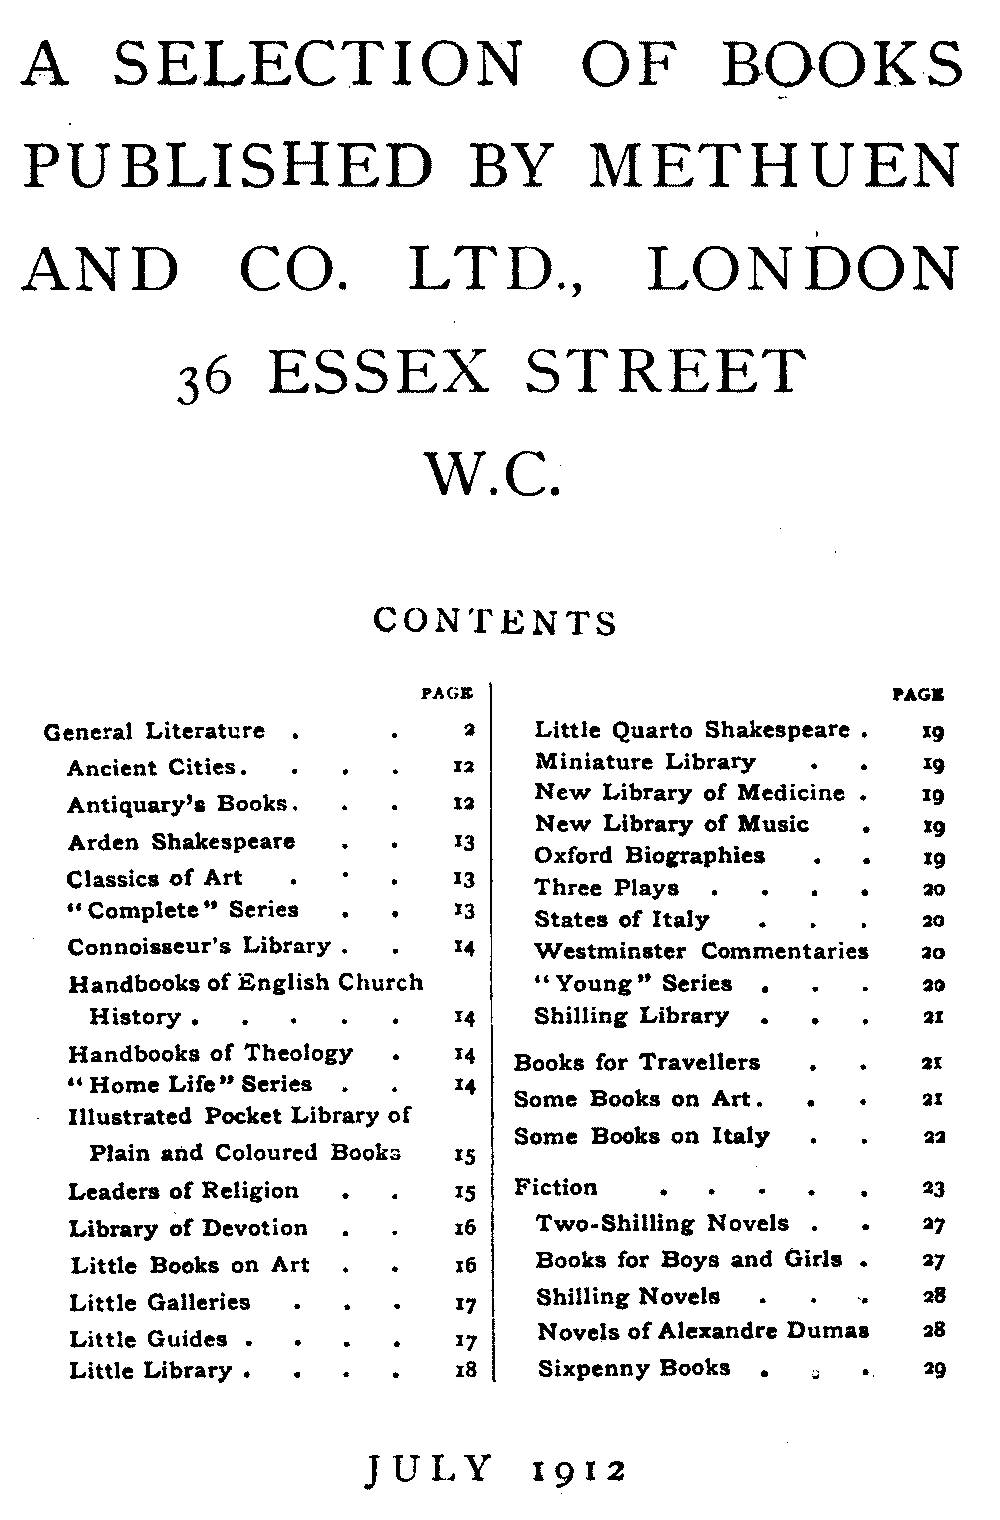 A SELECTION OF BOOKS
PUBLISHED BY METHUEN
AND CO. LTD., LONDON
36 ESSEX STREET
W.C.
CONTENTS
PAGE
General Literature . . 2
Ancient Cities. . . . 12
Antiquary's Books. . . 12
Arden Shakespeare . . 13
Classics of Art . . . 13
"Complete" Series . . 13
Connoisseur's Library . . 14
Handbooks of English Church
History . . . . . 14
Handbooks of Theology . 14
"Home Life" Series . . 14
Illustrated Pocket Library of
Plain and Coloured Books 15
Leaders of Religion . . 15
Library of Devotion . . 16
Little Books on Art . . 16
Little Galleries . . . 17
Little Guides . . . . 17
Little Library . . . . 18
PAGE
Little Quarto Shakespeare . 19
Miniature Library . . 19
New Library of Medicine . 19
New Library of Music . 19
Oxford Biographies . . 19
Three Plays . . . . 20
States of Italy . . . 20
Westminster Commentaries 20
"Young" Series . . . 20
Shilling Library . . . 21
Books for Travellers . . 21
Some Books on Art . . . 21
Some Books on Italy . . 22
Fiction . . . . . 23
Two-Shilling Novels . . 27
Books for Boys and Girls . 27
Shilling Novels . . . 28
Novels of Alexandre Dumas 28
Sixpenny Books . . . 29
JULY 1912